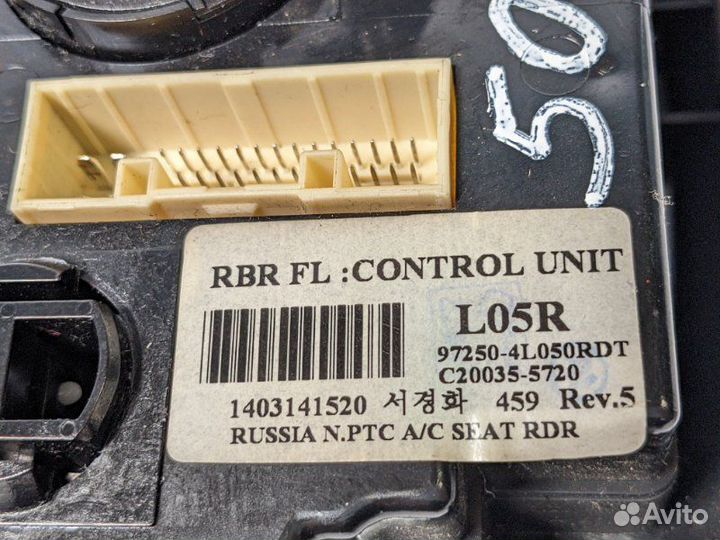 50
RBR FL :CONTROL UNIT
L05R
97250-4L050RDT
C20035-5720
1403141520 서경화 459 Rev.5
RUSSIA N.PTC A/C SEAT RDR
Avito